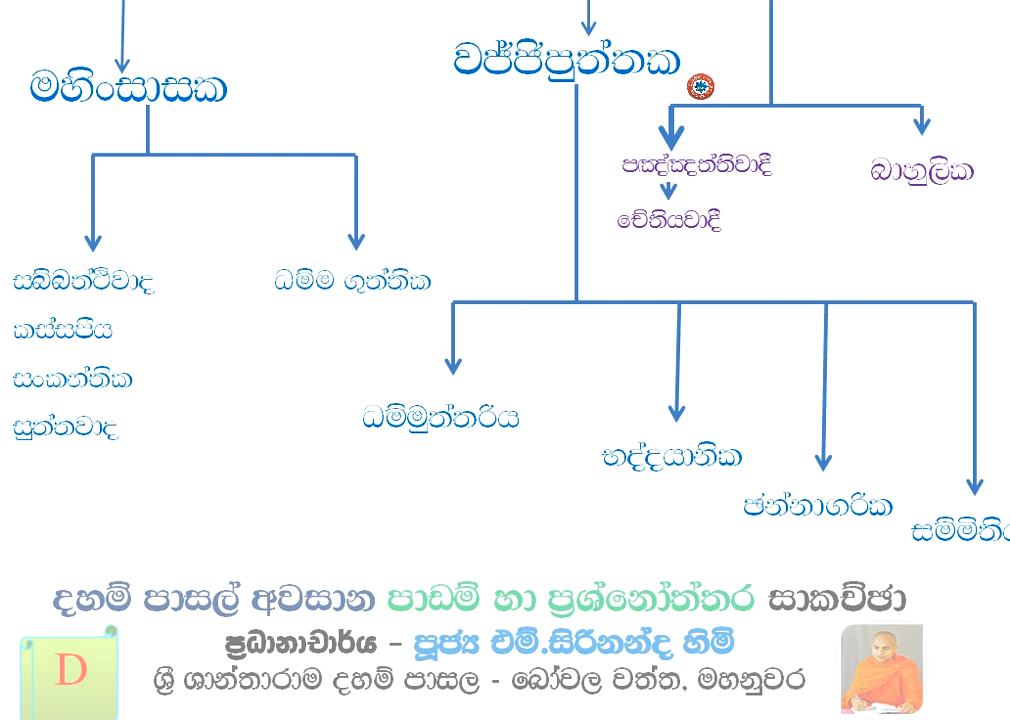 වජ්ජිපුත්තක
මහිංසාසක
පඤ්ඤත්තිවාදී
බාහුලික
චේතියවාදී
සබ්බත්ථිවාද
ධම්ම ගුත්තික
කස්සපීය
සංකන්තික
ධම්මුත්තරිය
සුත්තවාද
භද්දයානික
ඡන්නාගරික
සම්මිති
දහම් පාසල් අවසාන පාඩම් හා ප්‍රශ්නෝත්තර සාකච්ඡා
ප්‍රධානාචාර්ය – පූජ්‍ය එම්.සිරිනන්ද හිමි
D
ශ්‍රී ශාන්තාරාම දහම් පාසල - බෝවල වත්ත, මහනුවර